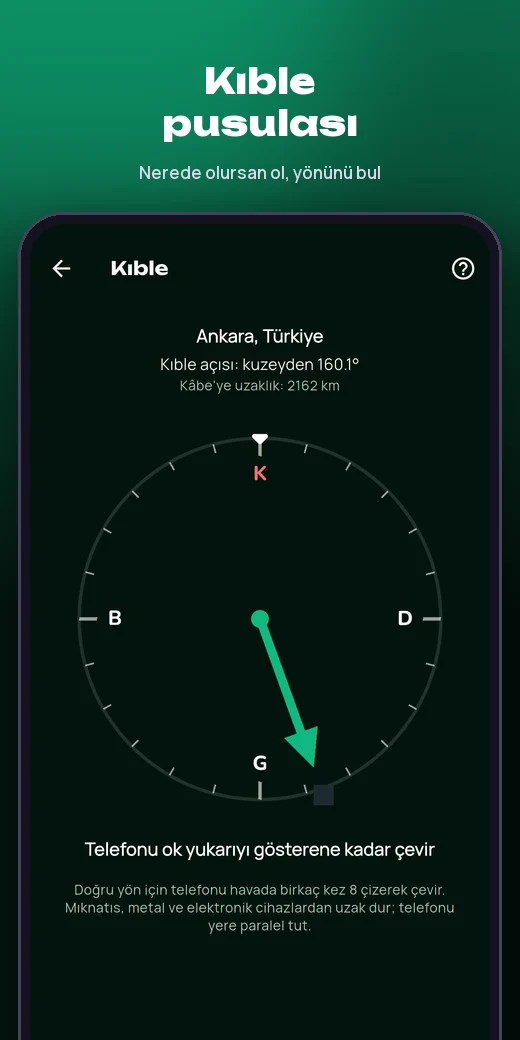 Kıble
pusulası
Nerede olursan ol, yönünü bul
Kıble
Ankara, Türkiye
Kıble açısı: kuzeyden 160.1°
Kâbe'ye uzaklık: 2162 km
K
B
D
G
Telefonu ok yukarıyı gösterene kadar çevir
Doğru yön için telefonu havada birkaç kez 8 çizerek çevir.
Mıknatıs, metal ve elektronik cihazlardan uzak dur; telefonu
yere paralel tut.